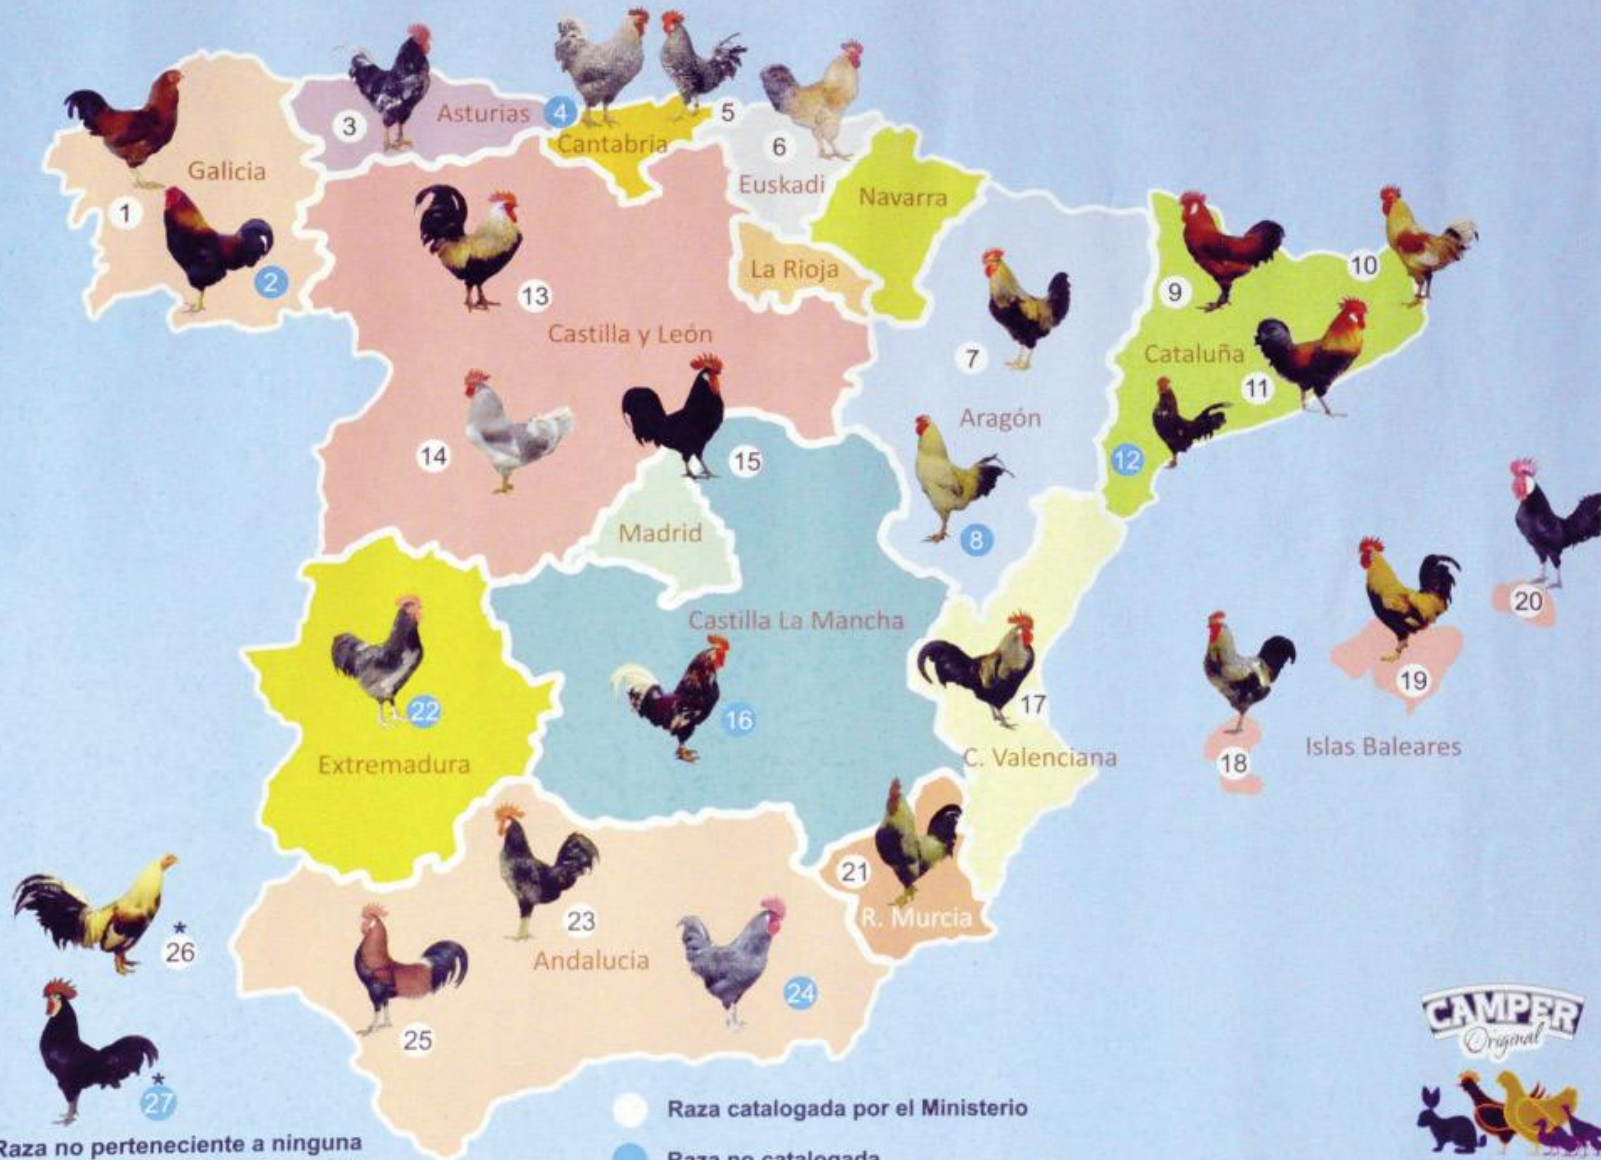 1
Galicia
2
3
Asturias
4
Cantabria
5
6
Euskadi
Navarra
La Rioja
13
Castilla y León
14
15
Madrid
7
Aragón
8
9
10
Cataluña
11
12
Castilla La Mancha
16
17
C. Valenciana
18
19
20
Islas Baleares
21
R. Murcia
22
Extremadura
23
Andalucia
24
25
*
26
*
27
Raza no perteneciente a ninguna
Raza catalogada por el Ministerio
Raza no catalogada
CAMPER
Original